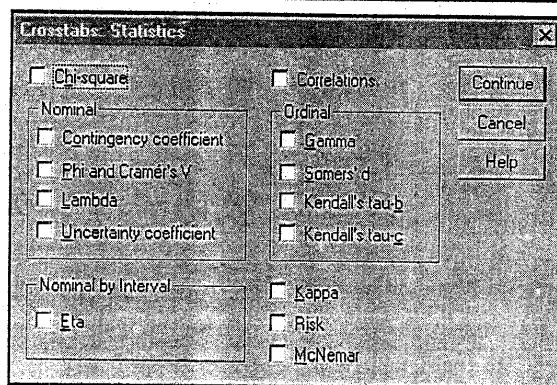 Crosstabs: Statistics
Chi-square
Correlations
Continue
Cancel
Help
Nominal
Contingency coefficient
Phi and Cramér's V
Lambda
Uncertainty coefficient
Ordinal
Gamma
Somers' d
Kendall's tau-b
Kendall's tau-c
Nominal by Interval
Eta
Kappa
Risk
McNemar